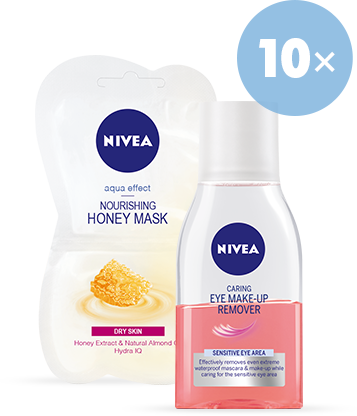 10×
NIVEA
aqua effect
NOURISHING
HONEY MASK
DRY SKIN
Honey Extract & Natural Almond
Hydra IQ
NIVEA
CARING
EYE MAKE-UP
REMOVER
SENSITIVE EYE AREA
Effectively removes even extreme
waterproof mascara & make-up while
caring for the sensitive eye area